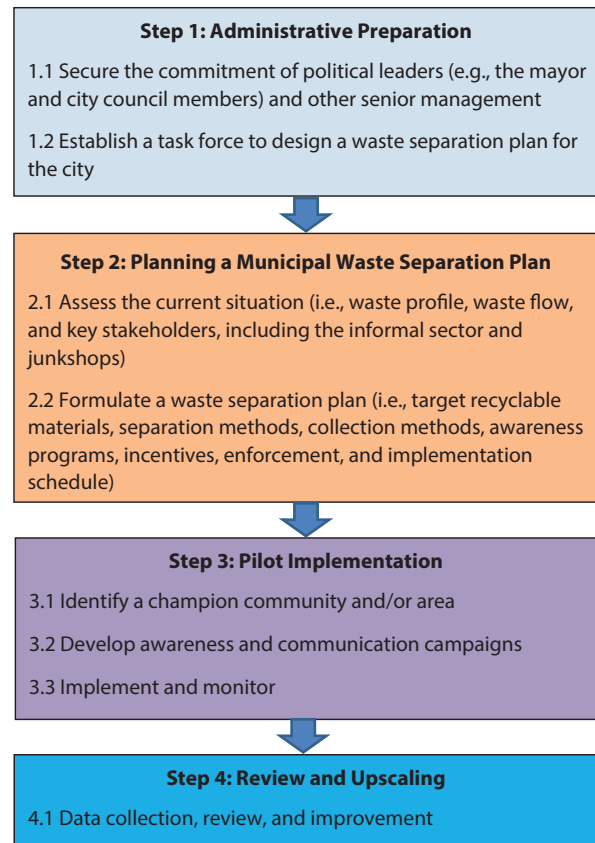 Step 1: Administrative Preparation
1.1 Secure the commitment of political leaders (e.g., the mayor
and city council members) and other senior management
1.2 Establish a task force to design a waste separation plan for
the city
Step 2: Planning a Municipal Waste Separation Plan
2.1 Assess the current situation (i.e., waste profile, waste flow,
and key stakeholders, including the informal sector and
junkshops)
2.2 Formulate a waste separation plan (i.e., target recyclable
materials, separation methods, collection methods, awareness
programs, incentives, enforcement, and implementation
schedule)
Step 3: Pilot Implementation
3.1 Identify a champion community and/or area
3.2 Develop awareness and communication campaigns
3.3 Implement and monitor
Step 4: Review and Upscaling
4.1 Data collection, review, and improvement